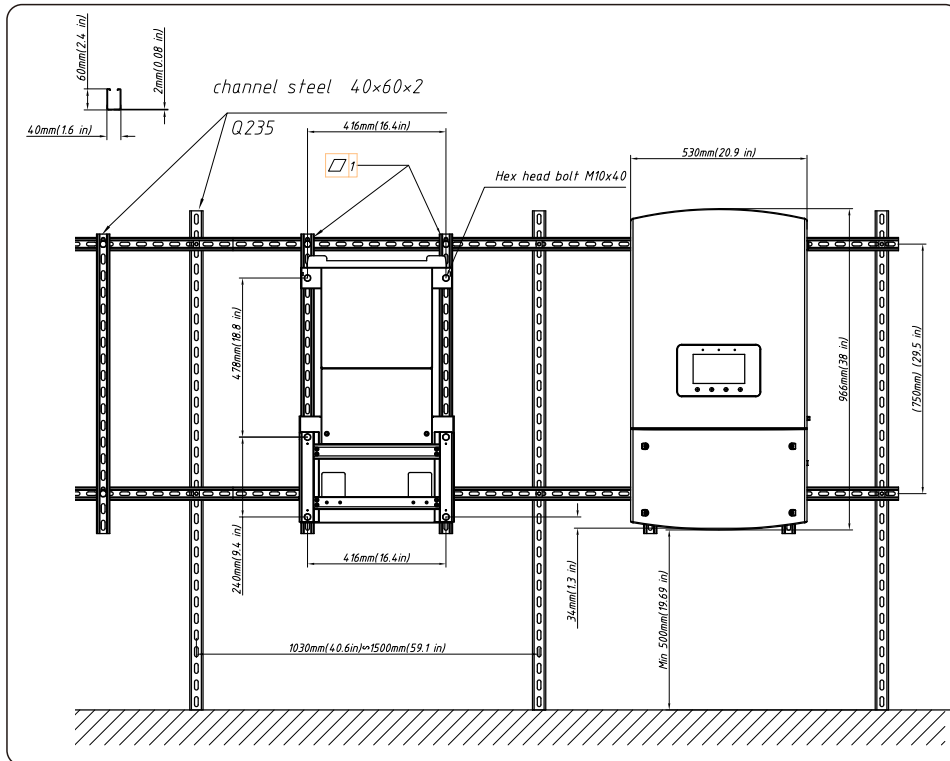 60mm(2.4 in)
2mm(0.08 in)
40mm(1.6 in)
channel steel 40×60×2
Q235
416mm(16.4in)
1
Hex head bolt M10x40
530mm(20.9 in)
478mm(18.8 in)
966mm(38 in)
(750mm) (29.5 in)
240mm(9.4 in)
416mm(16.4in)
34mm(1.3 in)
Min 500mm(19.69 in)
1030mm(40.6in)∽1500mm(59.1 in)